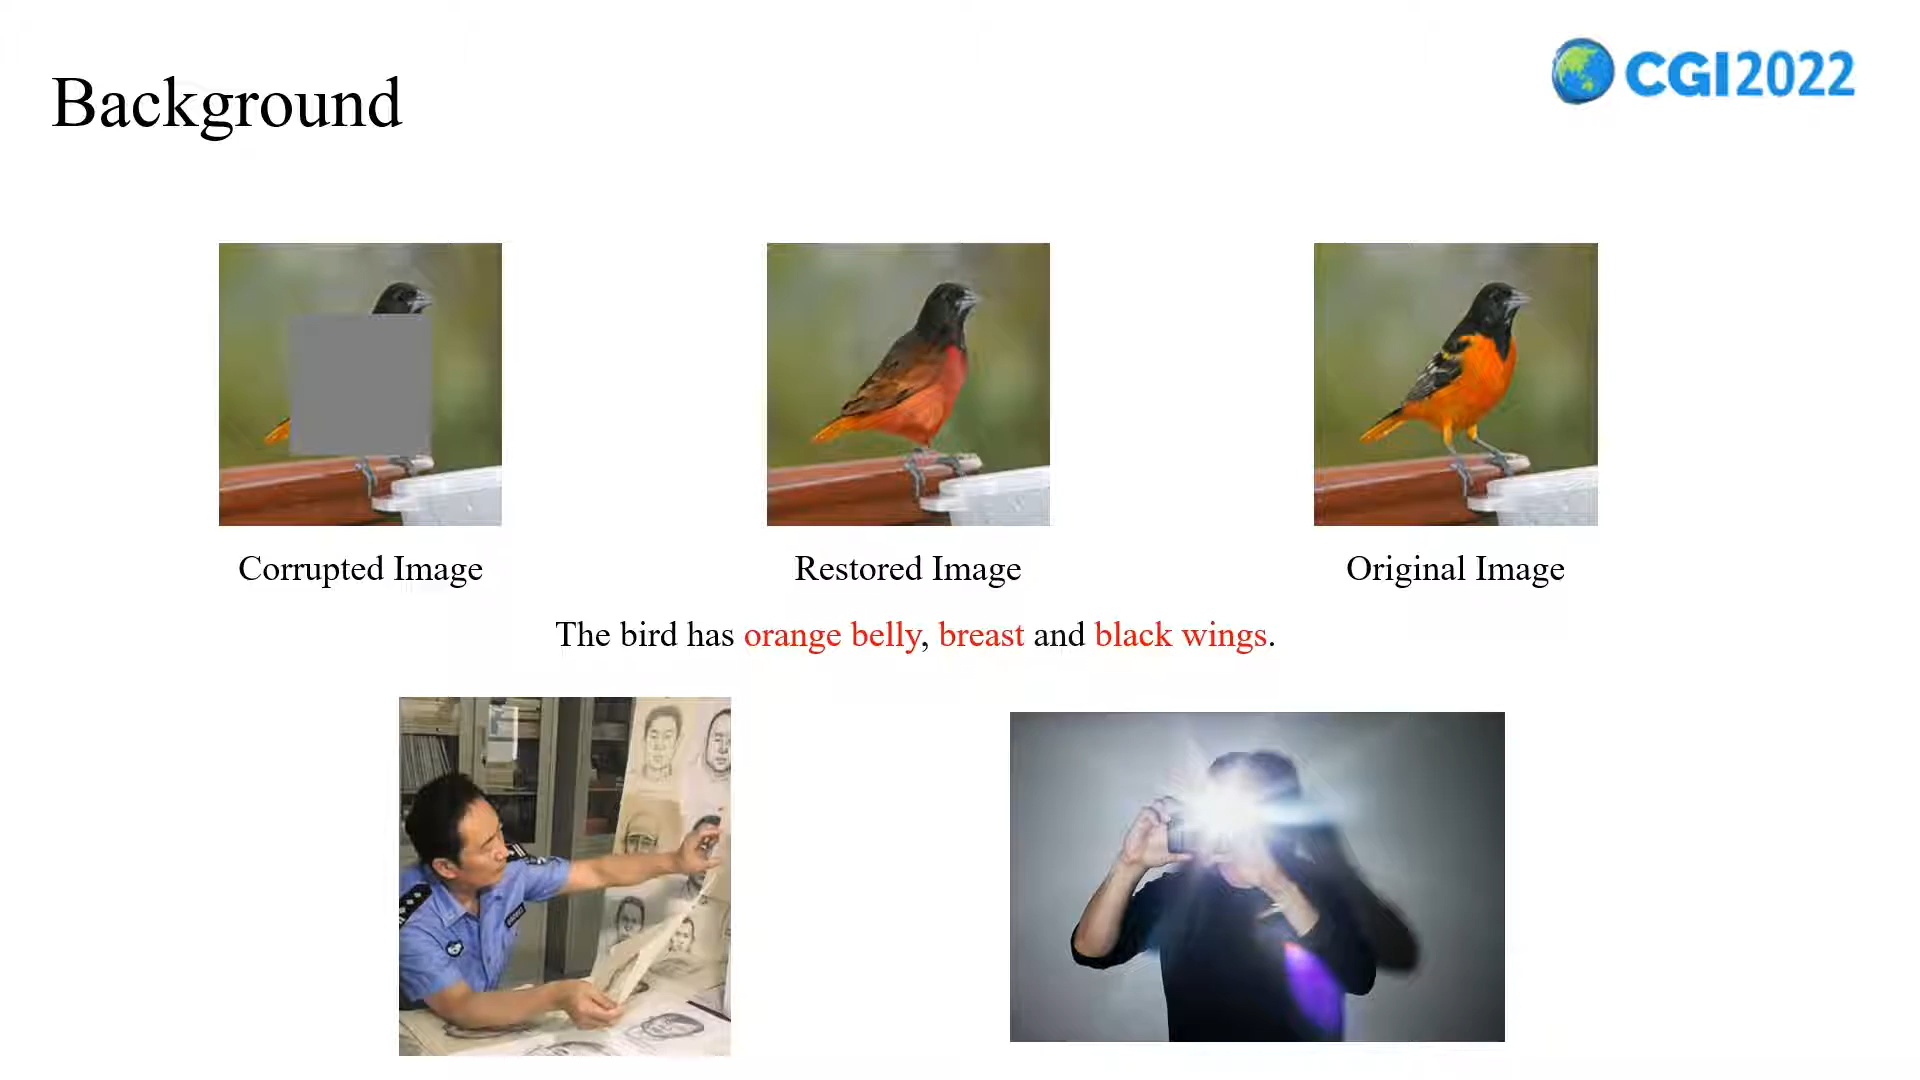 Background
CGI2022
Corrupted Image
Restored Image
Original Image
The bird has orange belly, breast and black wings.